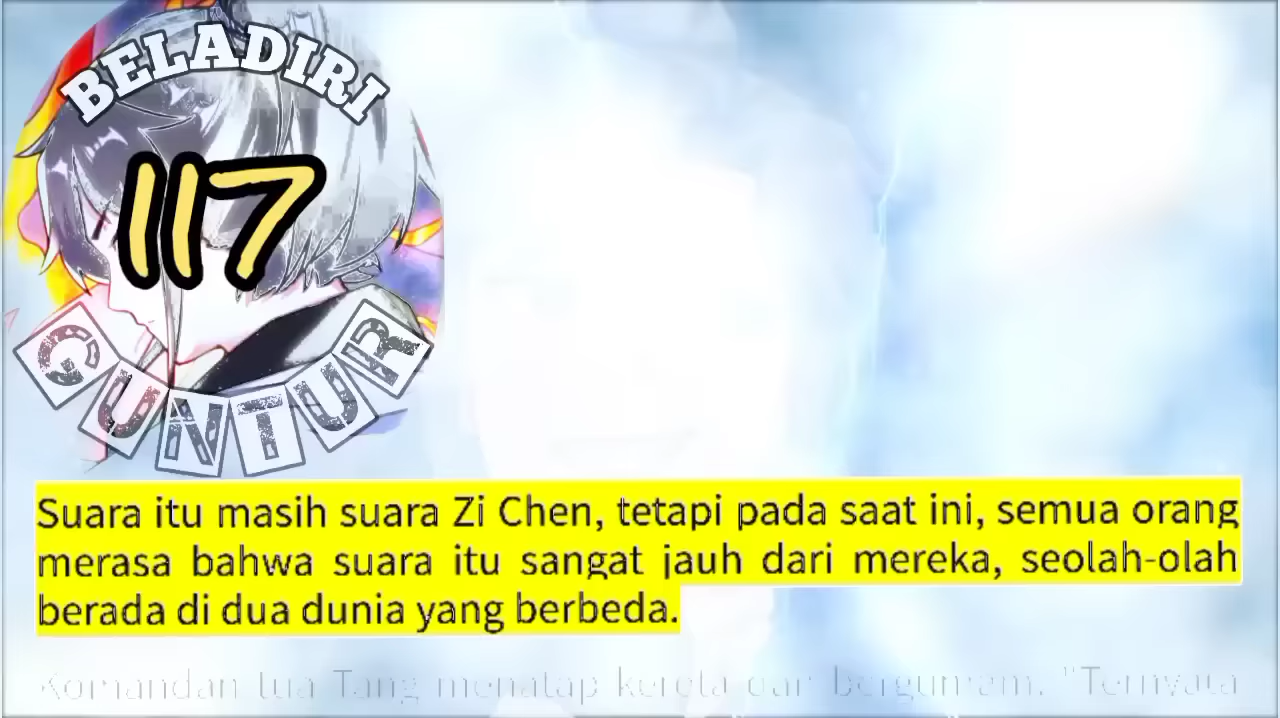 BELADIRI
117
GUNTUR
Suara itu masih suara Zi Chen, tetapi pada saat ini, semua orang
merasa bahwa suara itu sangat jauh dari mereka, seolah-olah
berada di dua dunia yang berbeda.
Komandan tua Tang menatap kereta dan bergumam. "Ternyata